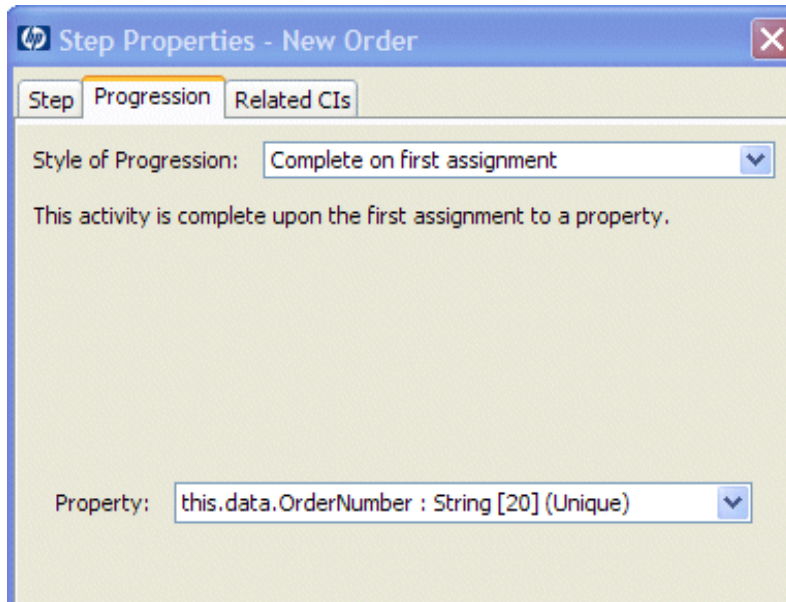 hp Step Properties - New Order
Step Progression Related CIs
Style of Progression: Complete on first assignment
This activity is complete upon the first assignment to a property.
Property: this.data.OrderNumber : String [20] (Unique)